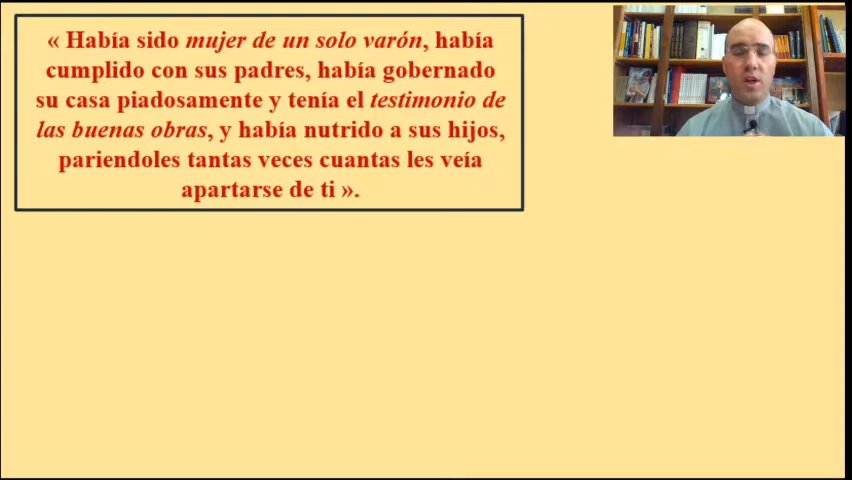 « Había sido mujer de un solo varón, había
cumplido con sus padres, había gobernado
su casa piadosamente y tenía el testimonio de
las buenas obras, y había nutrido a sus hijos,
pariendoles tantas veces cuantas les veía
apartarse de ti ».